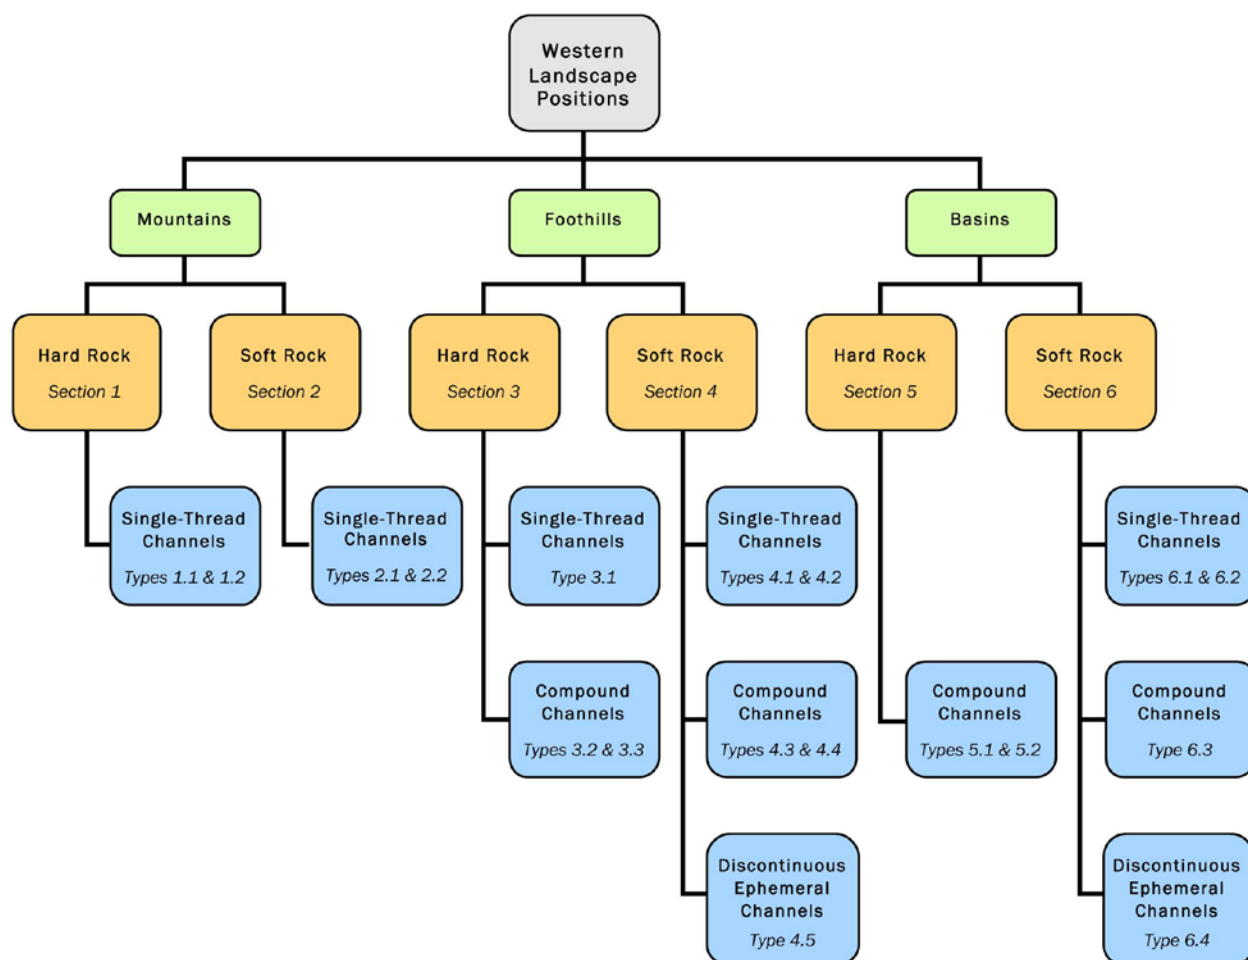 Western
Landscape
Positions
Mountains
Foothills
Basins
Hard Rock
Section 1
Soft Rock
Section 2
Hard Rock
Section 3
Soft Rock
Section 4
Hard Rock
Section 5
Soft Rock
Section 6
Single-Thread
Channels
Types 1.1 & 1.2
Single-Thread
Channels
Types 2.1 & 2.2
Single-Thread
Channels
Type 3.1
Single-Thread
Channels
Types 4.1 & 4.2
Single-Thread
Channels
Types 6.1 & 6.2
Compound
Channels
Types 3.2 & 3.3
Compound
Channels
Types 4.3 & 4.4
Compound
Channels
Types 5.1 & 5.2
Compound
Channels
Type 6.3
Discontinuous
Ephemeral
Channels
Type 4.5
Discontinuous
Ephemeral
Channels
Type 6.4